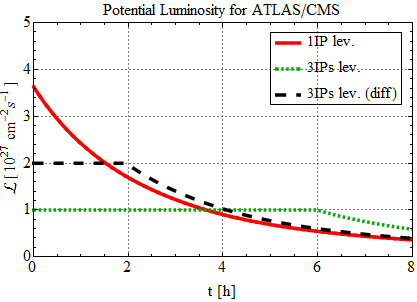 Potential Luminosity for ATLAS/CMS
1IP lev.
3IPs lev.
3IPs lev. (diff)
ℒ [10²⁷ cm⁻² s⁻¹]
5
4
3
2
1
0
0 2 4 6 8
t [h]